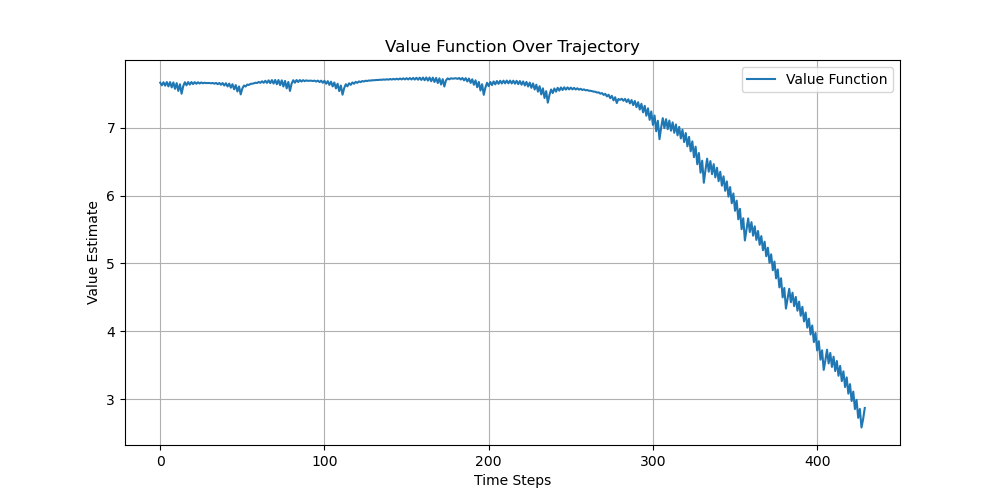 Value Function Over Trajectory
Value Function
Value Estimate
7
6
5
4
3
0 100 200 300 400
Time Steps